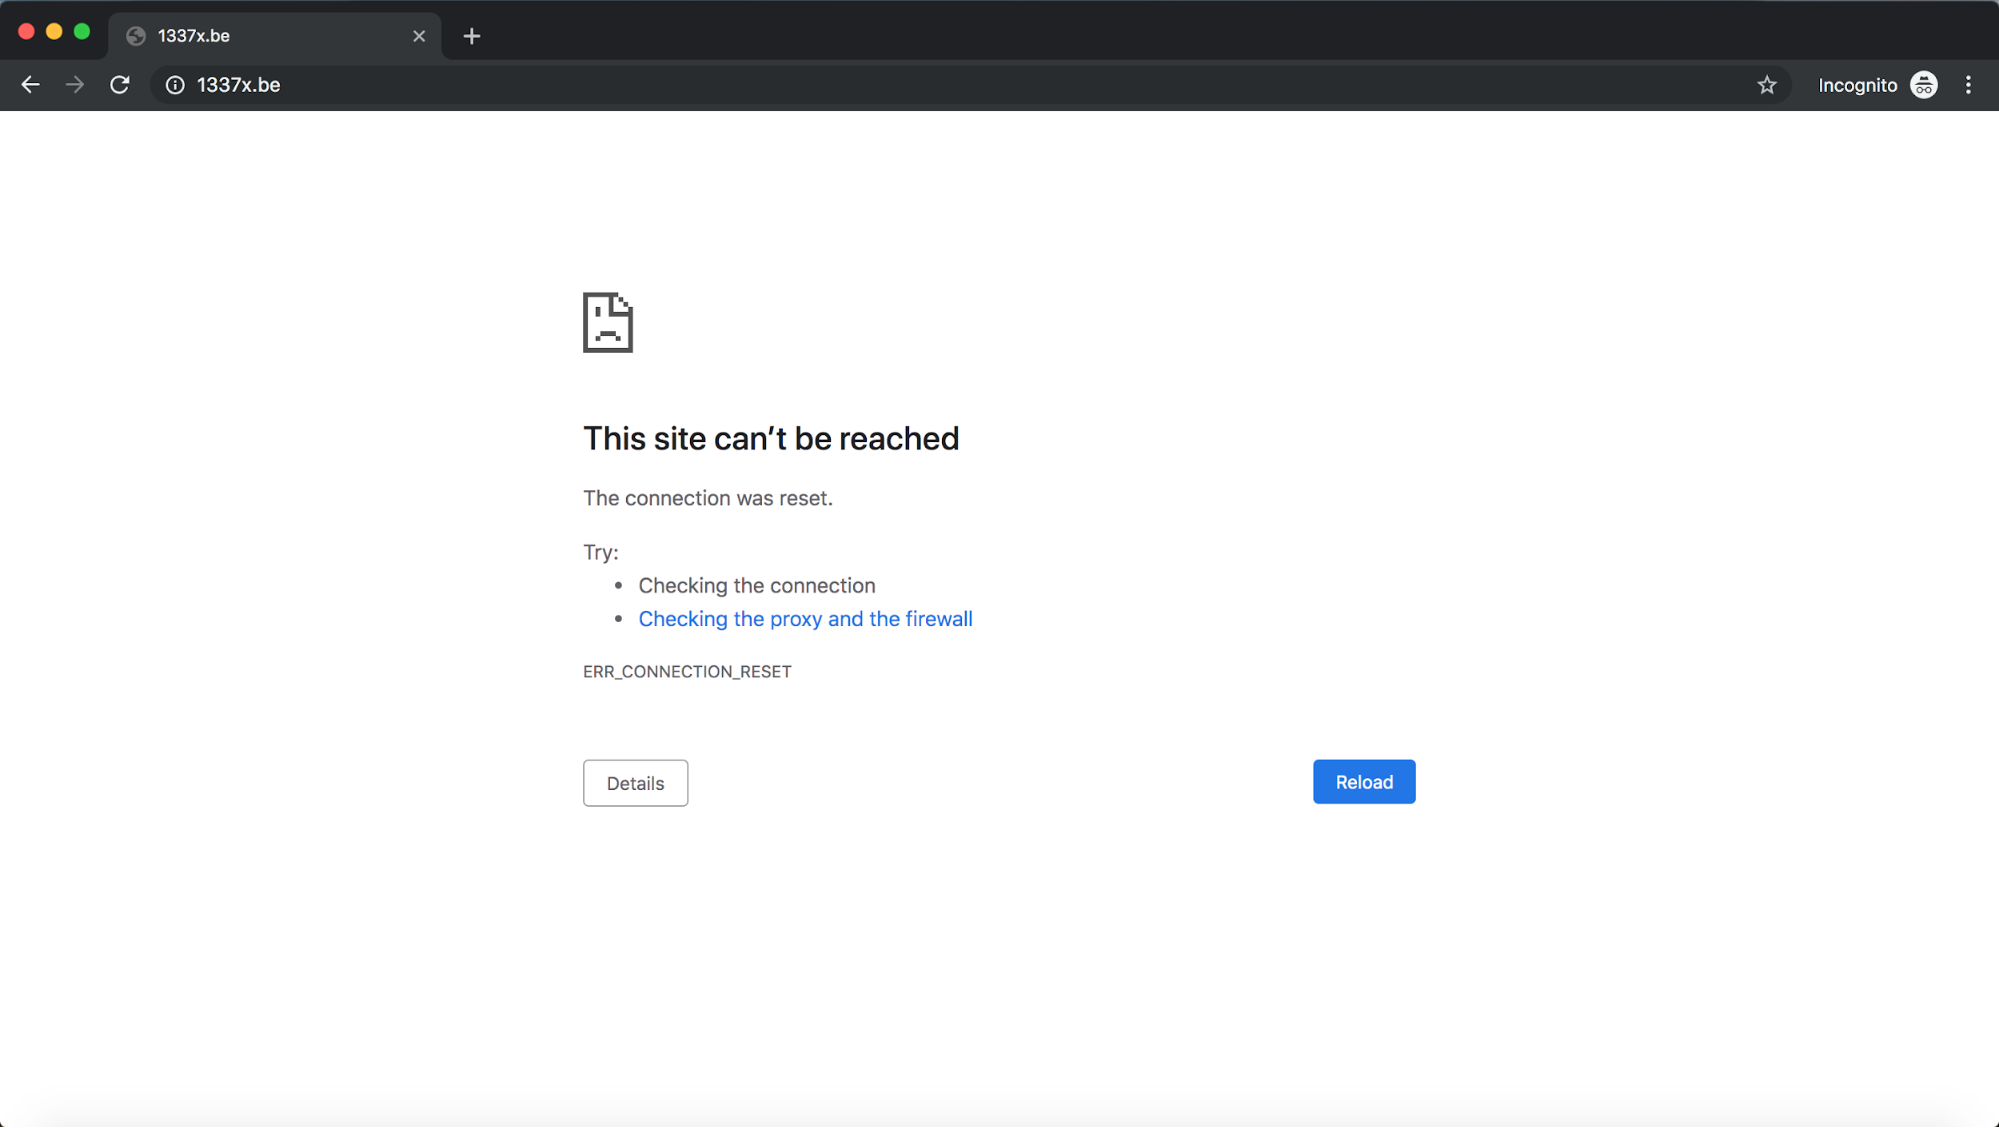 1337x.be
1337x.be
Incognito
This site can’t be reached
The connection was reset.
Try:
Checking the connection
Checking the proxy and the firewall
ERR_CONNECTION_RESET
Details
Reload